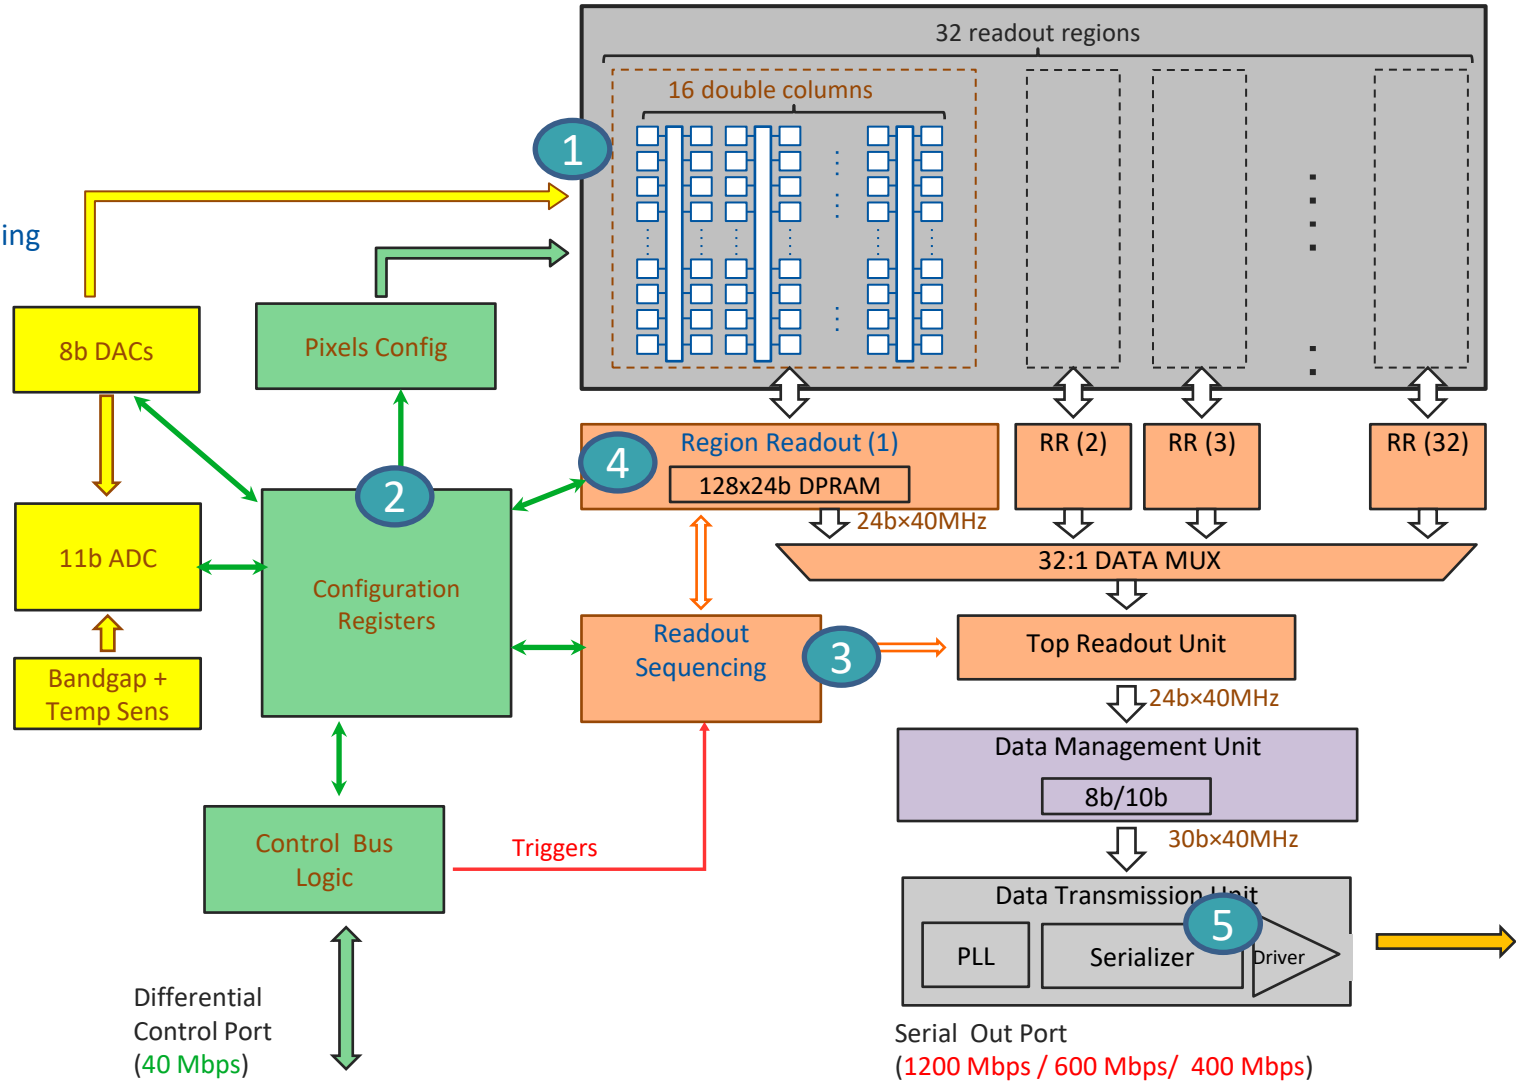 32 readout regions
16 double columns
1
ing
8b DACs
Pixels Config
Region Readout (1)
RR (2)
RR (3)
RR (32)
4
128x24b DPRAM
2
24b×40MHz
11b ADC
32:1 DATA MUX
Configuration
Registers
Readout
Sequencing
3
Top Readout Unit
Bandgap +
Temp Sens
24b×40MHz
Data Management Unit
8b/10b
Control Bus
Logic
Triggers
30b×40MHz
Data Transmission Unit
5
PLL
Serializer
Driver
Differential
Control Port
(40 Mbps)
Serial Out Port
(1200 Mbps / 600 Mbps/ 400 Mbps)